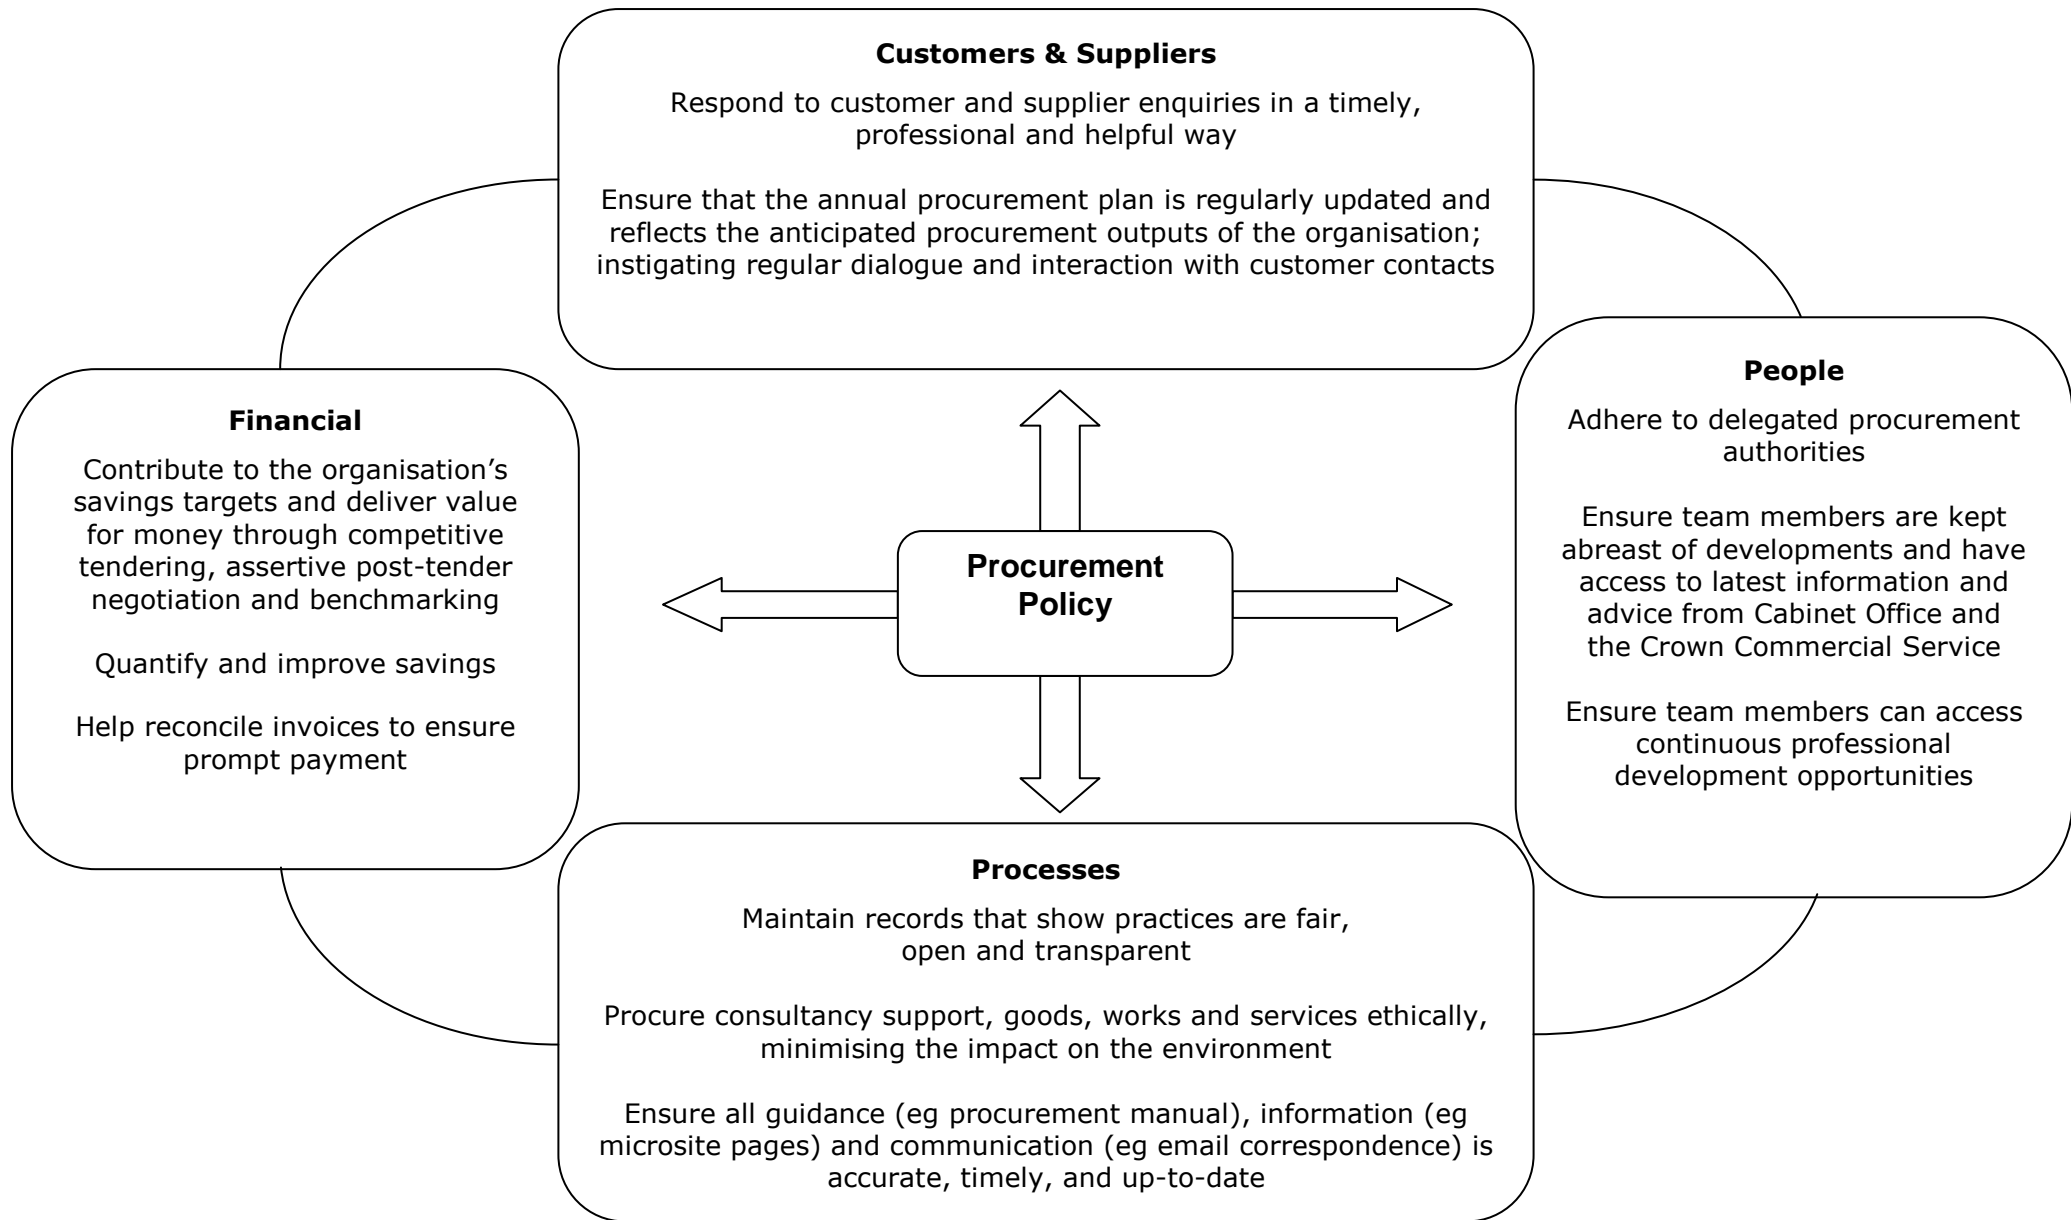 Customers & Suppliers
Respond to customer and supplier enquiries in a timely,
professional and helpful way
Ensure that the annual procurement plan is regularly updated and
reflects the anticipated procurement outputs of the organisation;
instigating regular dialogue and interaction with customer contacts
Financial
Contribute to the organisation’s
savings targets and deliver value
for money through competitive
tendering, assertive post-tender
negotiation and benchmarking
Quantify and improve savings
Help reconcile invoices to ensure
prompt payment
Procurement
Policy
People
Adhere to delegated procurement
authorities
Ensure team members are kept
abreast of developments and have
access to latest information and
advice from Cabinet Office and
the Crown Commercial Service
Ensure team members can access
continuous professional
development opportunities
Processes
Maintain records that show practices are fair,
open and transparent
Procure consultancy support, goods, works and services ethically,
minimising the impact on the environment
Ensure all guidance (eg procurement manual), information (eg
microsite pages) and communication (eg email correspondence) is
accurate, timely, and up-to-date